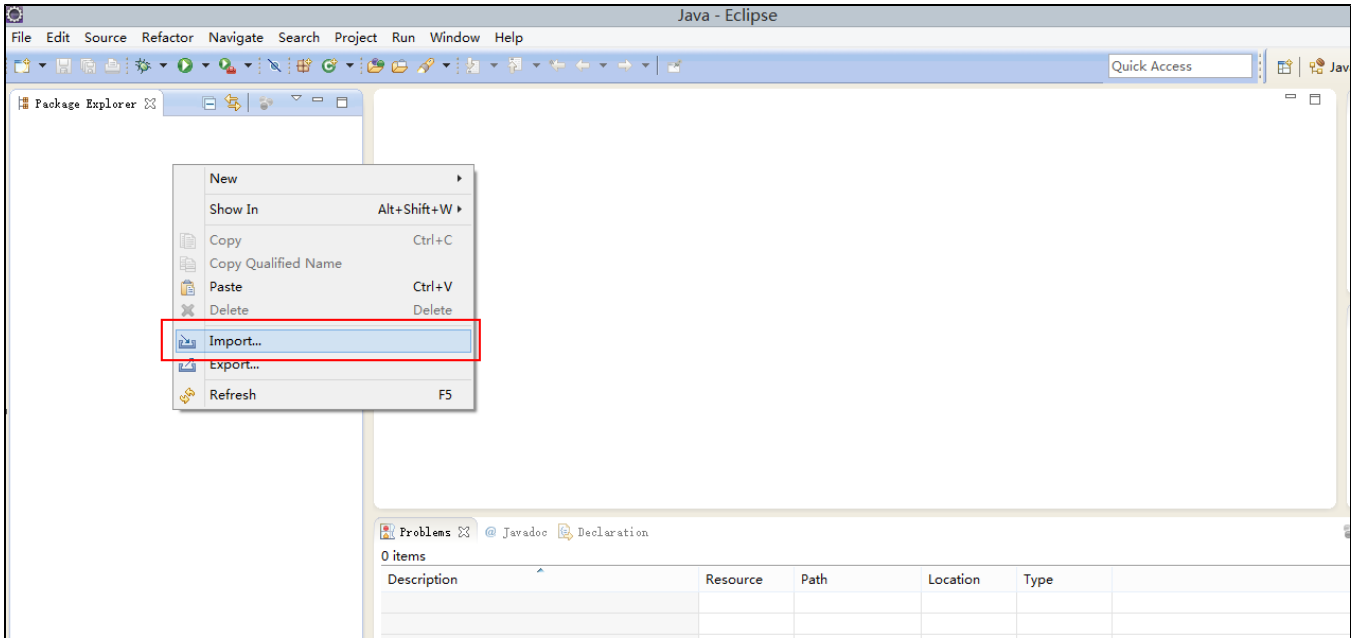 Java - Eclipse
File Edit Source Refactor Navigate Search Project Run Window Help
Quick Access
Jav
Package Explorer
New
Show In Alt+Shift+W
Copy Ctrl+C
Copy Qualified Name
Paste Ctrl+V
Delete Delete
Import...
Export...
Refresh F5
Problems @ Javadoc Declaration
0 items
Description Resource Path Location Type